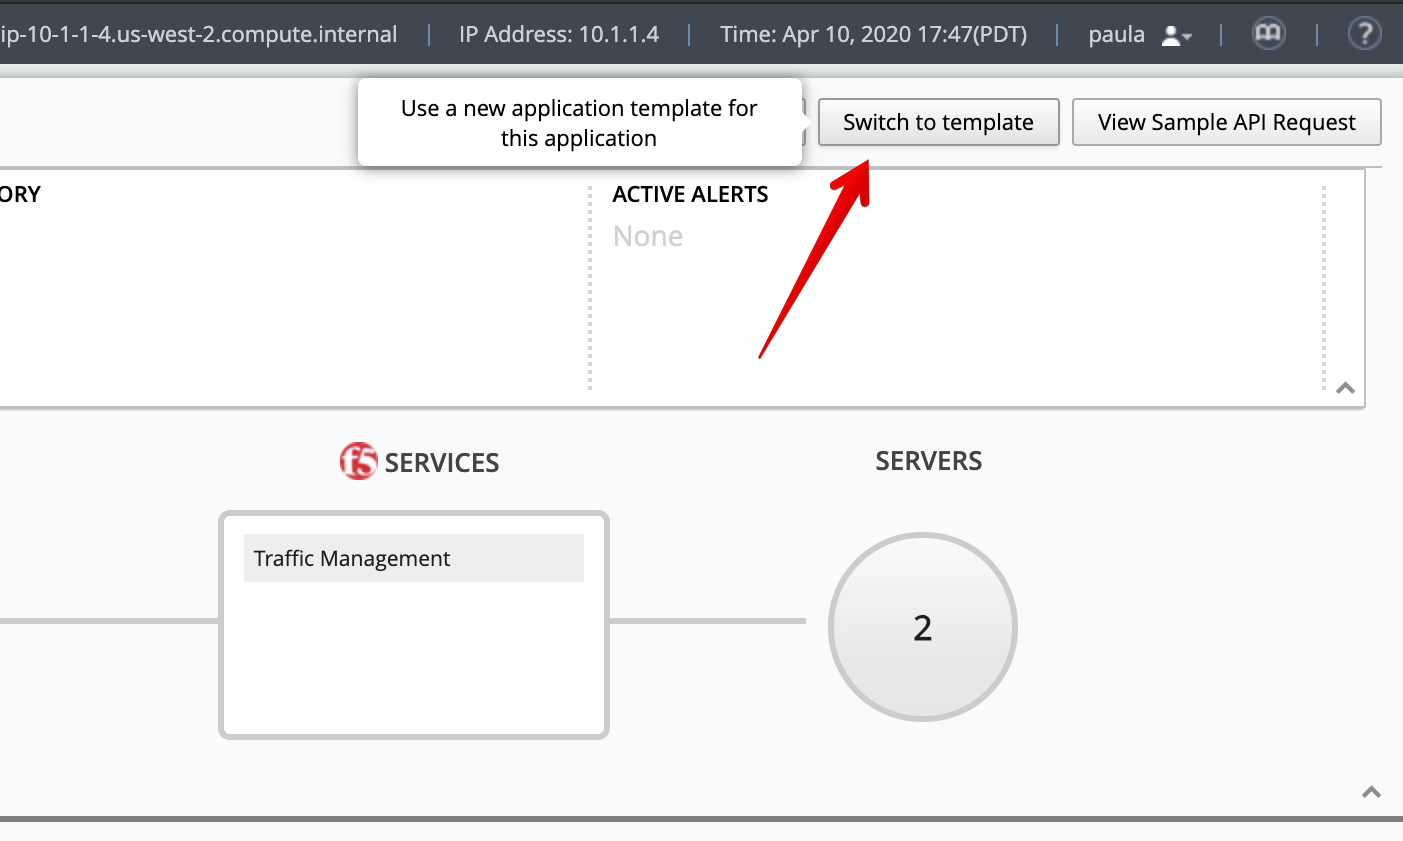 ip-10-1-1-4.us-west-2.compute.internal | IP Address: 10.1.1.4 | Time: Apr 10, 2020 17:47(PDT) | paula | ?
Use a new application template for
this application
Switch to template
View Sample API Request
ORY
ACTIVE ALERTS
None
f5 SERVICES
SERVERS
Traffic Management
2